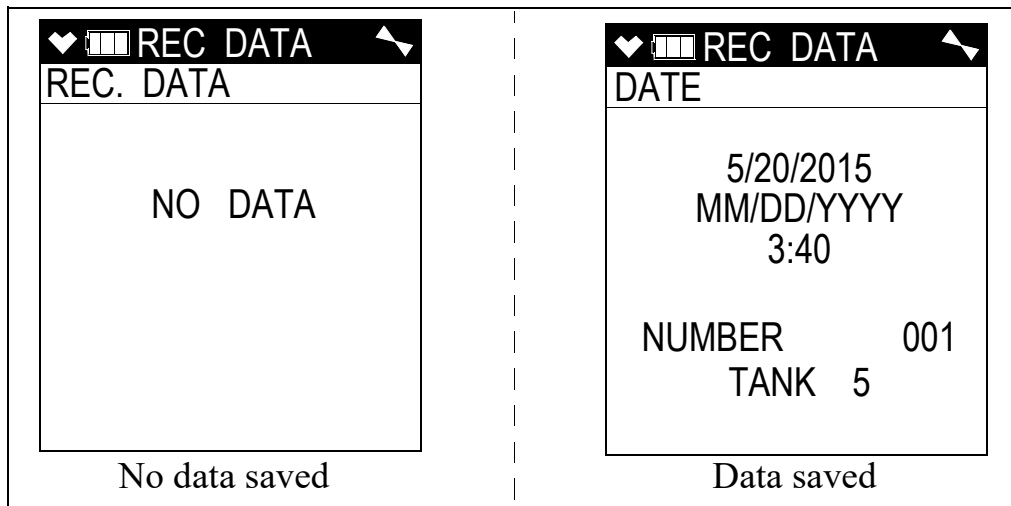 REC DATA
REC. DATA
NO DATA
No data saved
REC DATA
DATE
5/20/2015
MM/DD/YYYY
3:40
NUMBER 001
TANK 5
Data saved